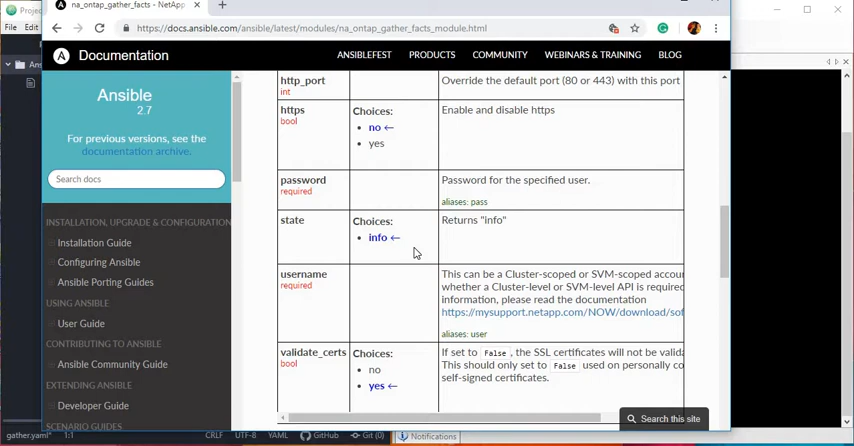 na_ontap_gather_facts - NetApp
Project
File
Edit
https://docs.ansible.com/ansible/latest/modules/na_ontap_gather_facts_module.html
A Documentation
ANSIBLEFEST PRODUCTS COMMUNITY WEBINARS & TRAINING BLOG
Ansible
2.7
For previous versions, see the
documentation archive.
Search docs
INSTALLATION, UPGRADE & CONFIGURATION
Installation Guide
Configuring Ansible
Ansible Porting Guides
USING ANSIBLE
User Guide
CONTRIBUTING TO ANSIBLE
Ansible Community Guide
EXTENDING ANSIBLE
Developer Guide
SCENARIO GUIDES
http_port
int
Override the default port (80 or 443) with this port
https
bool
Choices:
no ←
yes
Enable and disable https
password
required
Password for the specified user.
aliases: pass
state
Choices:
info ←
Returns "info"
username
required
This can be a Cluster-scoped or SVM-scoped accou
whether a Cluster-level or SVM-level API is required
information, please read the documentation
https://mysupport.netapp.com/NOW/download/sof
aliases: user
validate_certs
bool
Choices:
no
yes ←
If set to False, the SSL certificates will not be valida
This should only set to False used on personally co
self-signed certificates.
Search this site
gather.yaml* 1:1 CRLF UTF-8 YAML GitHub Git (0) Notifications